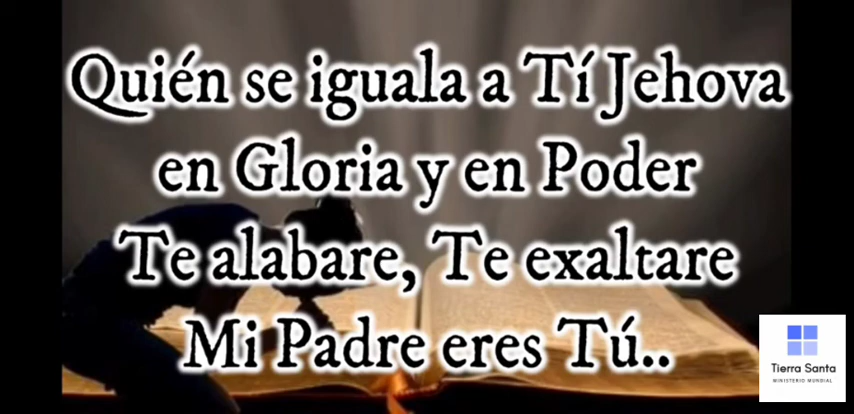 Quién se iguala a Tí Jehova
en Gloria y en Poder
Te alabare, Te exaltare
Mi Padre eres Tú..
Tierra Santa
MINISTERIO MUNDIAL